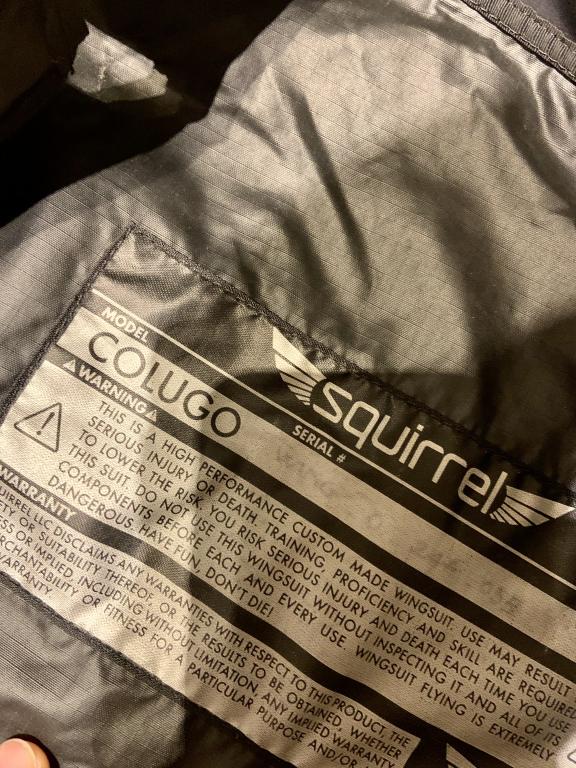 MODEL
COLUGO
squirrel
SERIAL #
⚠WARNING⚠
THIS IS A HIGH PERFORMANCE CUSTOM MADE WINGSUIT. USE MAY RESULT
SERIOUS INJURY OR DEATH. TRAINING, PROFICIENCY AND SKILL ARE REQUIRED
TO LOWER THE RISK. YOU RISK SERIOUS INJURY AND DEATH EACH TIME YOU USE
THIS SUIT. DO NOT USE THIS WINGSUIT WITHOUT INSPECTING IT AND ALL OF ITS
COMPONENTS BEFORE EACH AND EVERY USE. WINGSUIT FLYING IS EXTREMELY
DANGEROUS. HAVE FUN, DON'T DIE!
WARRANTY
QUIRREL LLC DISCLAIMS ANY WARRANTIES WITH RESPECT TO THIS PRODUCT, THE
Y OR SUITABILITY THEREOF, OR THE RESULTS TO BE OBTAINED, WHETHER
ESS OR IMPLIED, INCLUDING WITHOUT LIMITATION, ANY IMPLIED WARRANTY
CHANTABILITY OR FITNESS FOR A PARTICULAR PURPOSE AND/OR
ARRANTY.